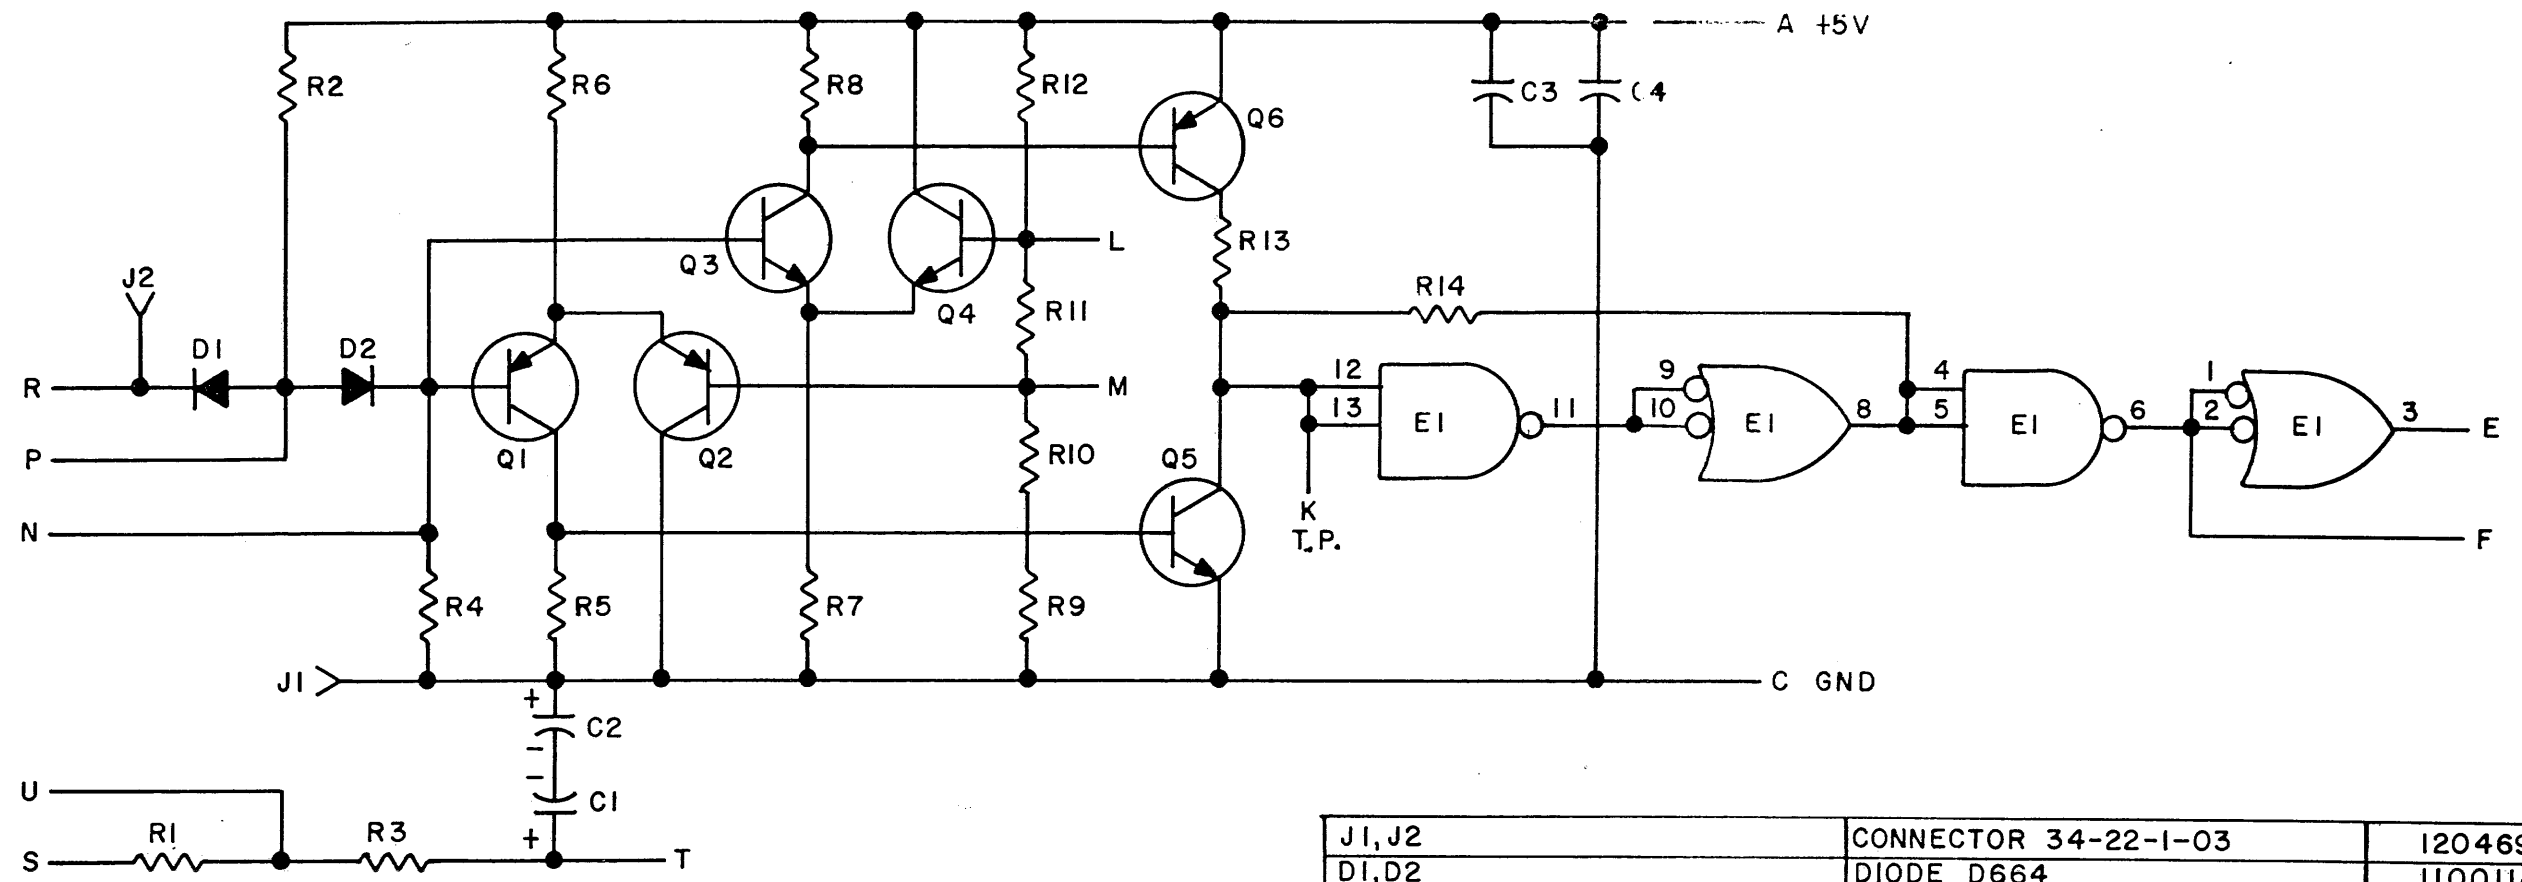 A +5V
R2
R6
R8
R12
Q6
C3
C4
J2
Q3
Q4
L
R13
R11
R14
R
D1
D2
Q1
Q2
M
12
13
E1
11
9
10
E1
8
4
5
E1
6
1
2
E1
3
E
P
R10
Q5
K
T.P.
F
N
R4
R5
R7
R9
J1
C GND
+
C2
-
-
C1
+
U
S
R1
R3
T
J1, J2 CONNECTOR 34-22-1-03 120469
D1, D2 DIODE D664